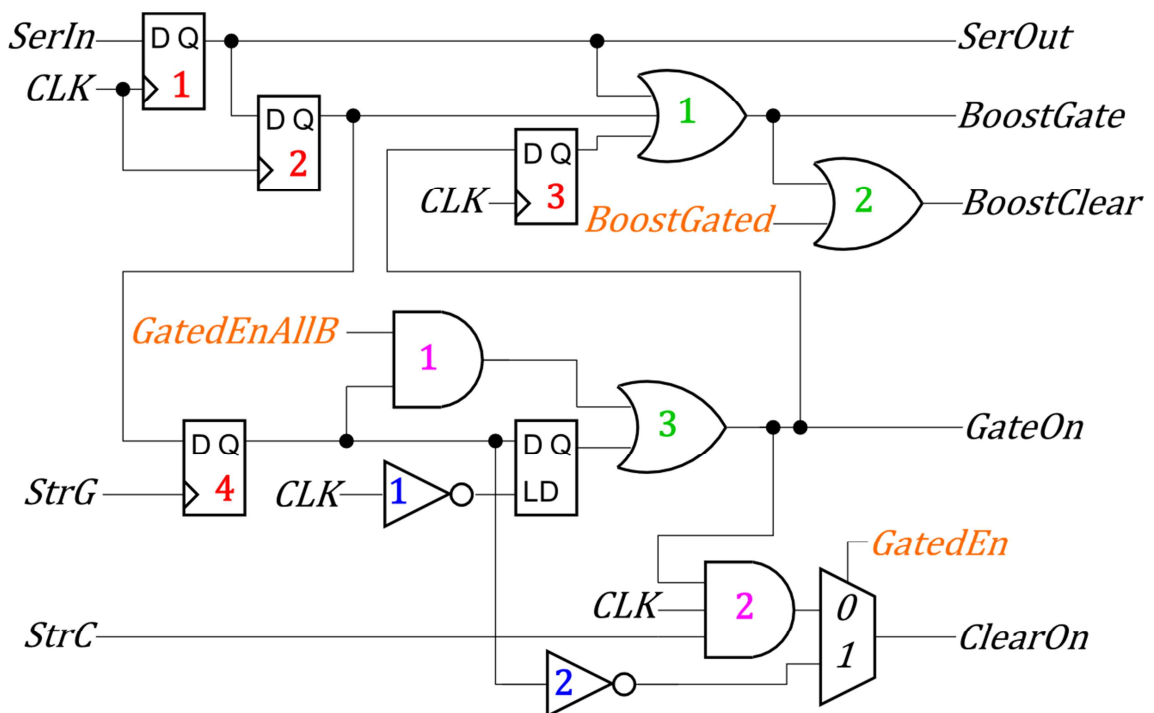 SerIn
D Q
1
CLK
SerOut
D Q
2
1
BoostGate
D Q
3
CLK
BoostGated
2
BoostClear
GatedEnAllB
1
D Q
4
StrG
CLK
1
D Q
LD
3
GateOn
GatedEn
CLK
2
0
1
StrC
ClearOn
2